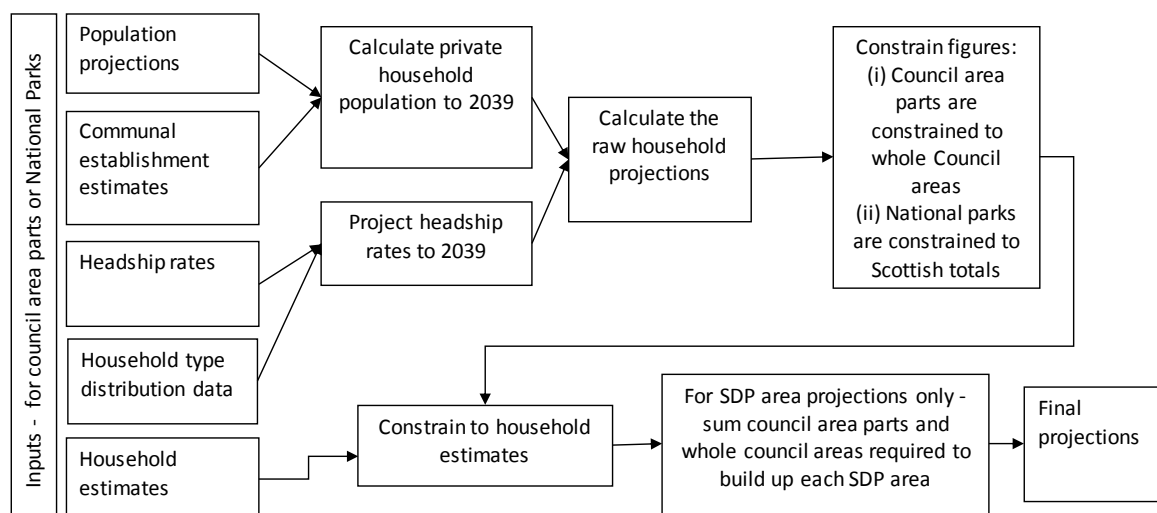 Inputs - for council area parts or National Parks
Population
projections
Communal
establishment
estimates
Headship rates
Household type
distribution data
Household
estimates
Calculate private
household
population to 2039
Project headship
rates to 2039
Calculate the
raw household
projections
Constrain figures:
(i) Council area
parts are
constrained to
whole Council
areas
(ii) National parks
are constrained to
Scottish totals
Constrain to household
estimates
For SDP area projections only -
sum council area parts and
whole council areas required to
build up each SDP area
Final
projections